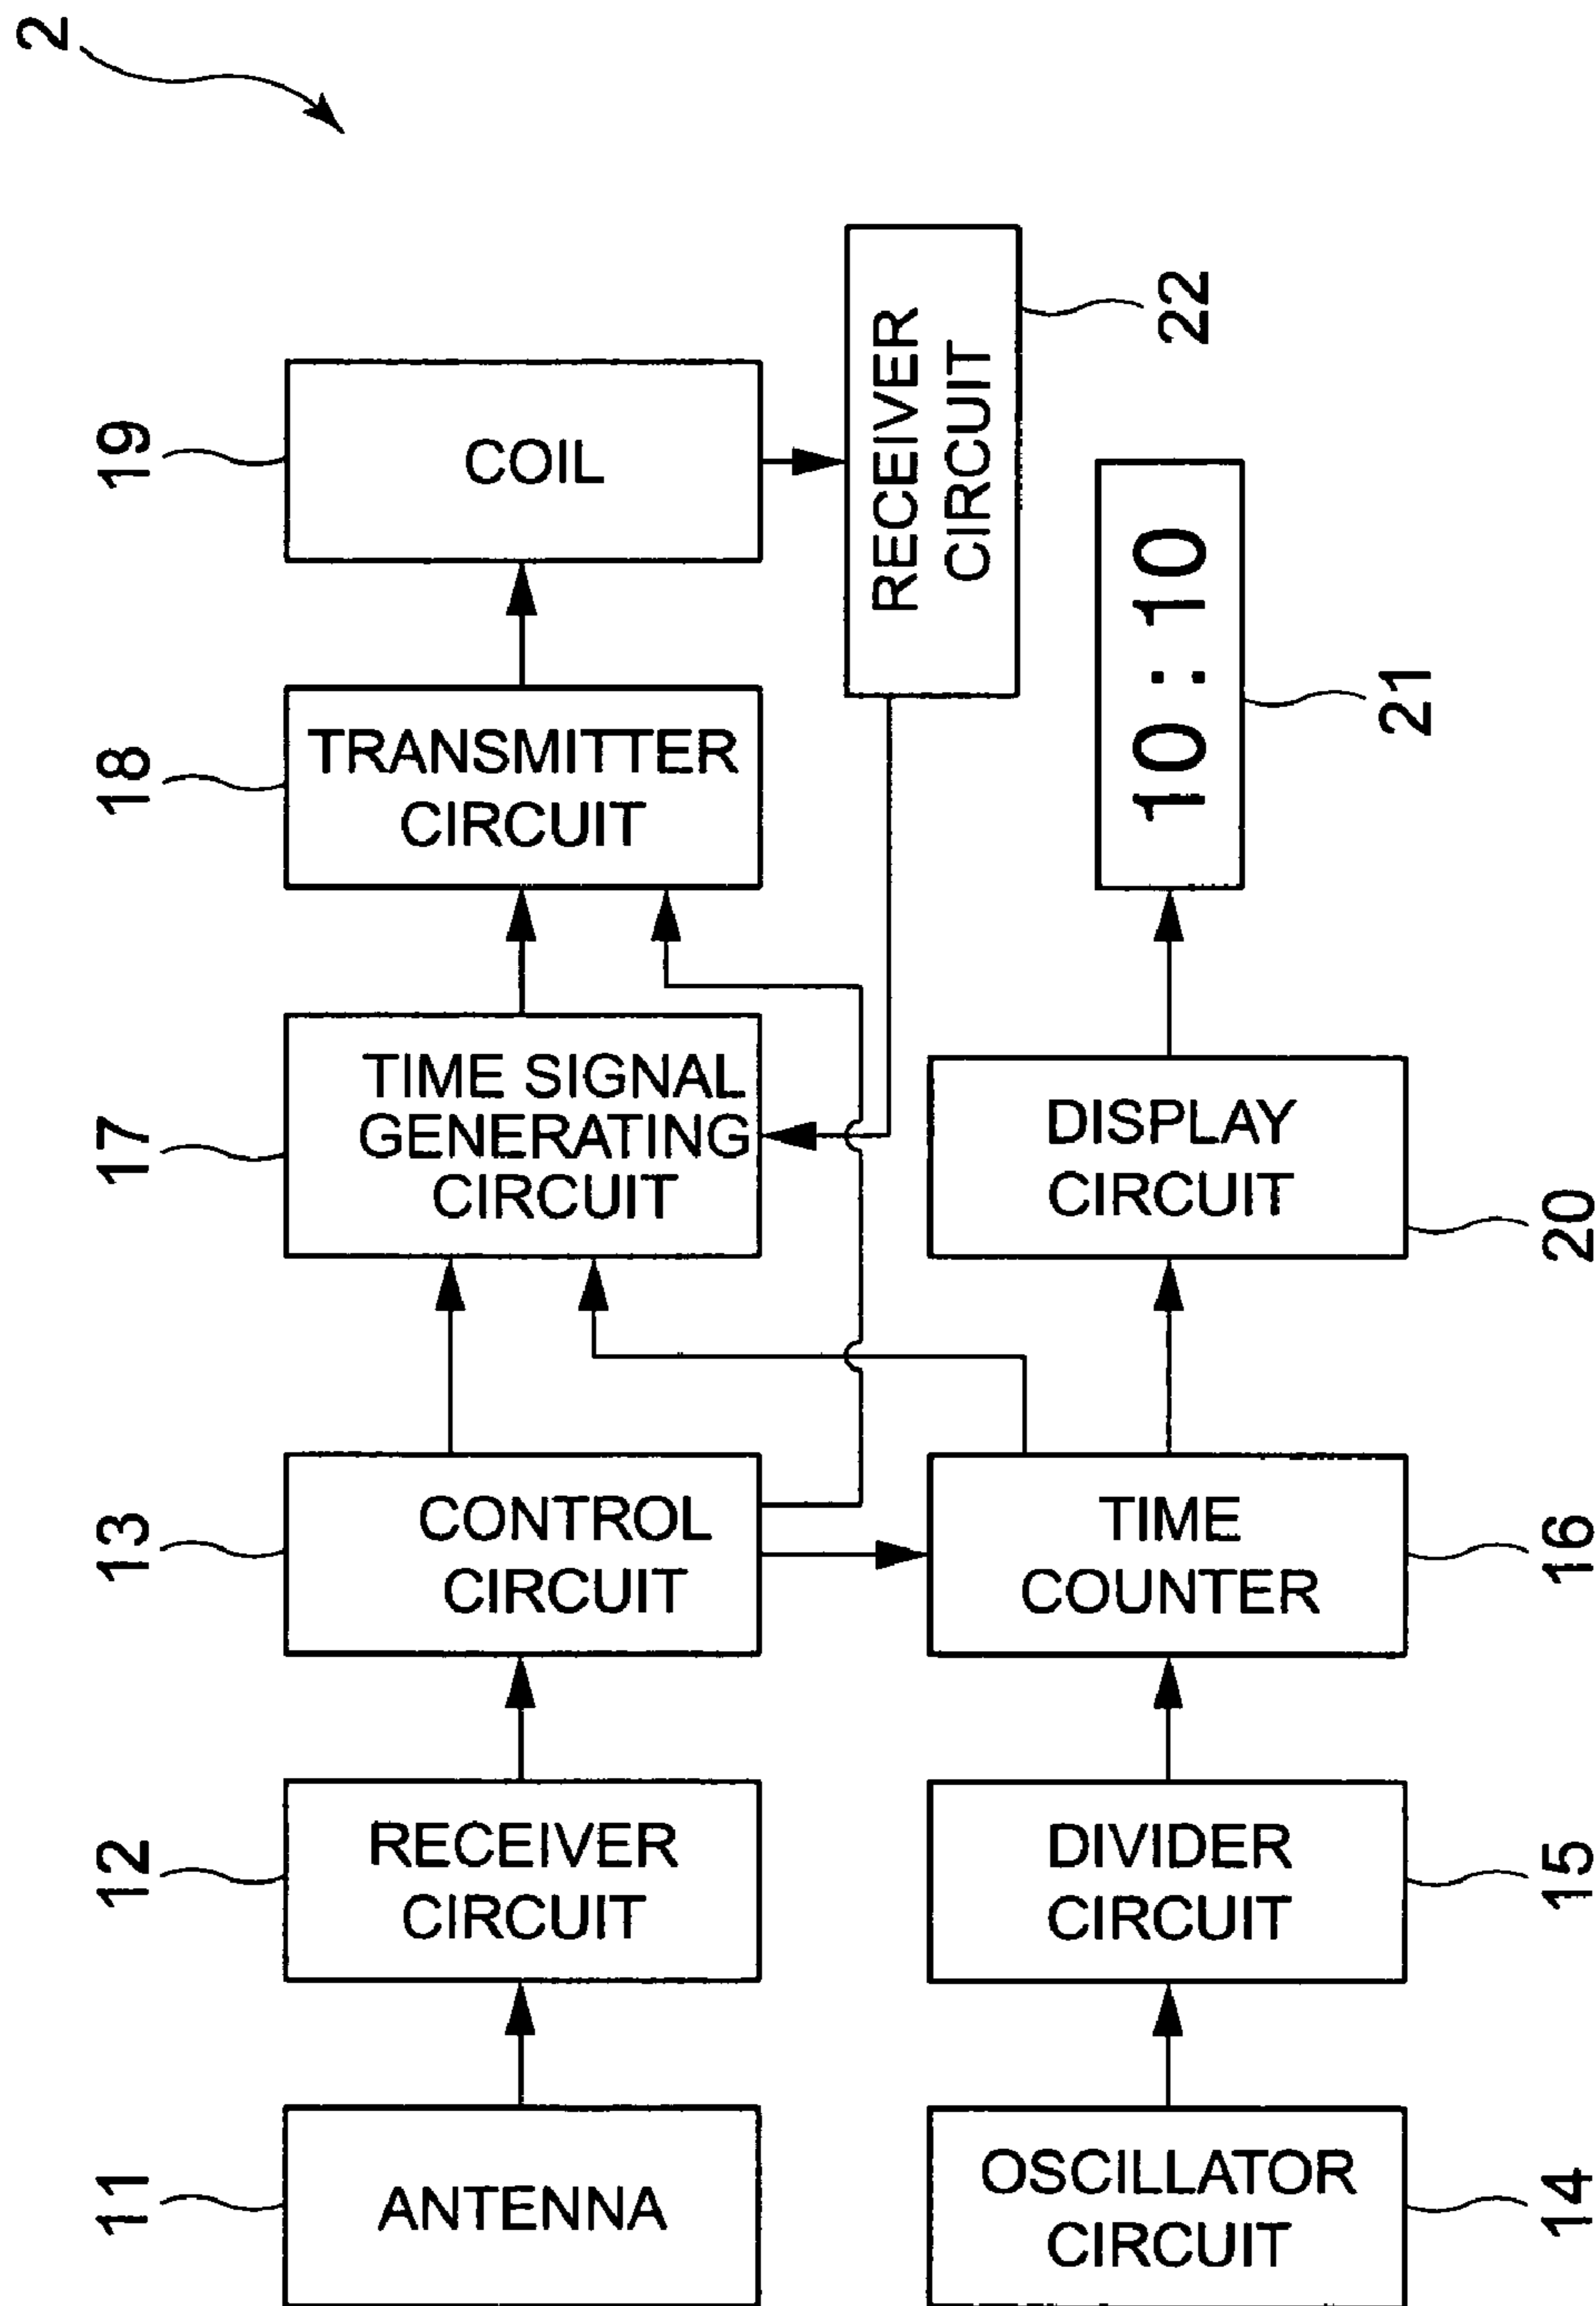 2
19
COIL
RECEIVER
CIRCUIT
22
18
TRANSMITTER
CIRCUIT
10 : 10
21
17
TIME SIGNAL
GENERATING
CIRCUIT
DISPLAY
CIRCUIT
20
13
CONTROL
CIRCUIT
TIME
COUNTER
16
12
RECEIVER
CIRCUIT
DIVIDER
CIRCUIT
15
11
ANTENNA
OSCILLATOR
CIRCUIT
14